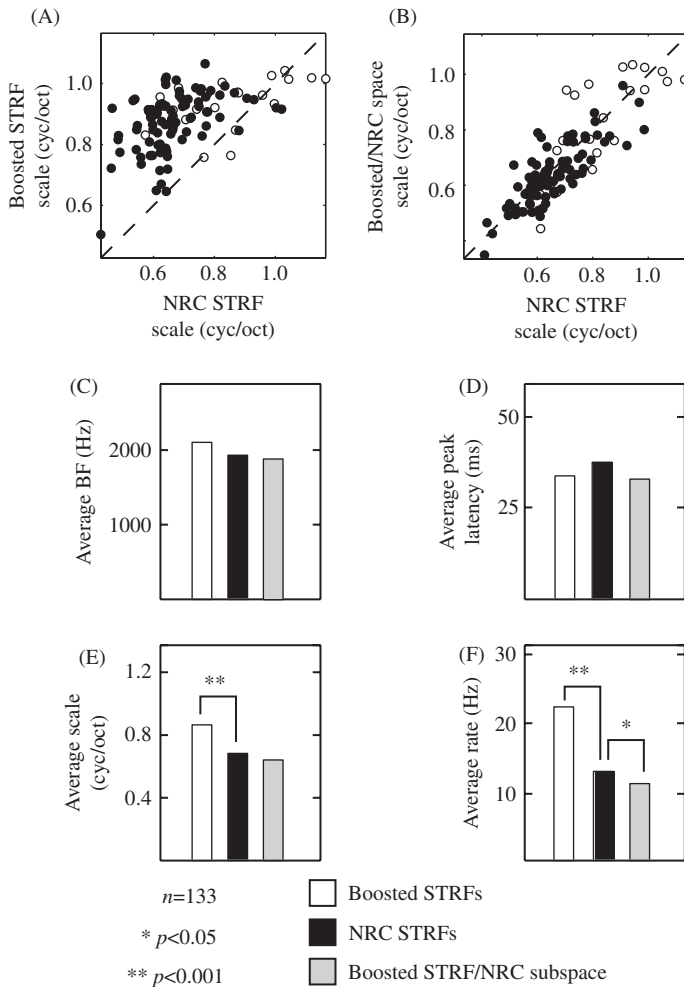 (A)
(B)
Boosted STRF
scale (cyc/oct)
1.0
0.8
0.6
0.6 0.8 1.0
NRC STRF
scale (cyc/oct)
Boosted/NRC space
scale (cyc/oct)
1.0
0.8
0.6
0.6 0.8 1.0
NRC STRF
scale (cyc/oct)
(C)
Average BF (Hz)
2000
1000
(D)
Average peak
latency (ms)
50
25
(E)
Average scale
(cyc/oct)
1.2
0.8
0.4
**
(F)
Average rate (Hz)
30
20
10
**
*
n=133
* p<0.05
** p<0.001
Boosted STRFs
NRC STRFs
Boosted STRF/NRC subspace